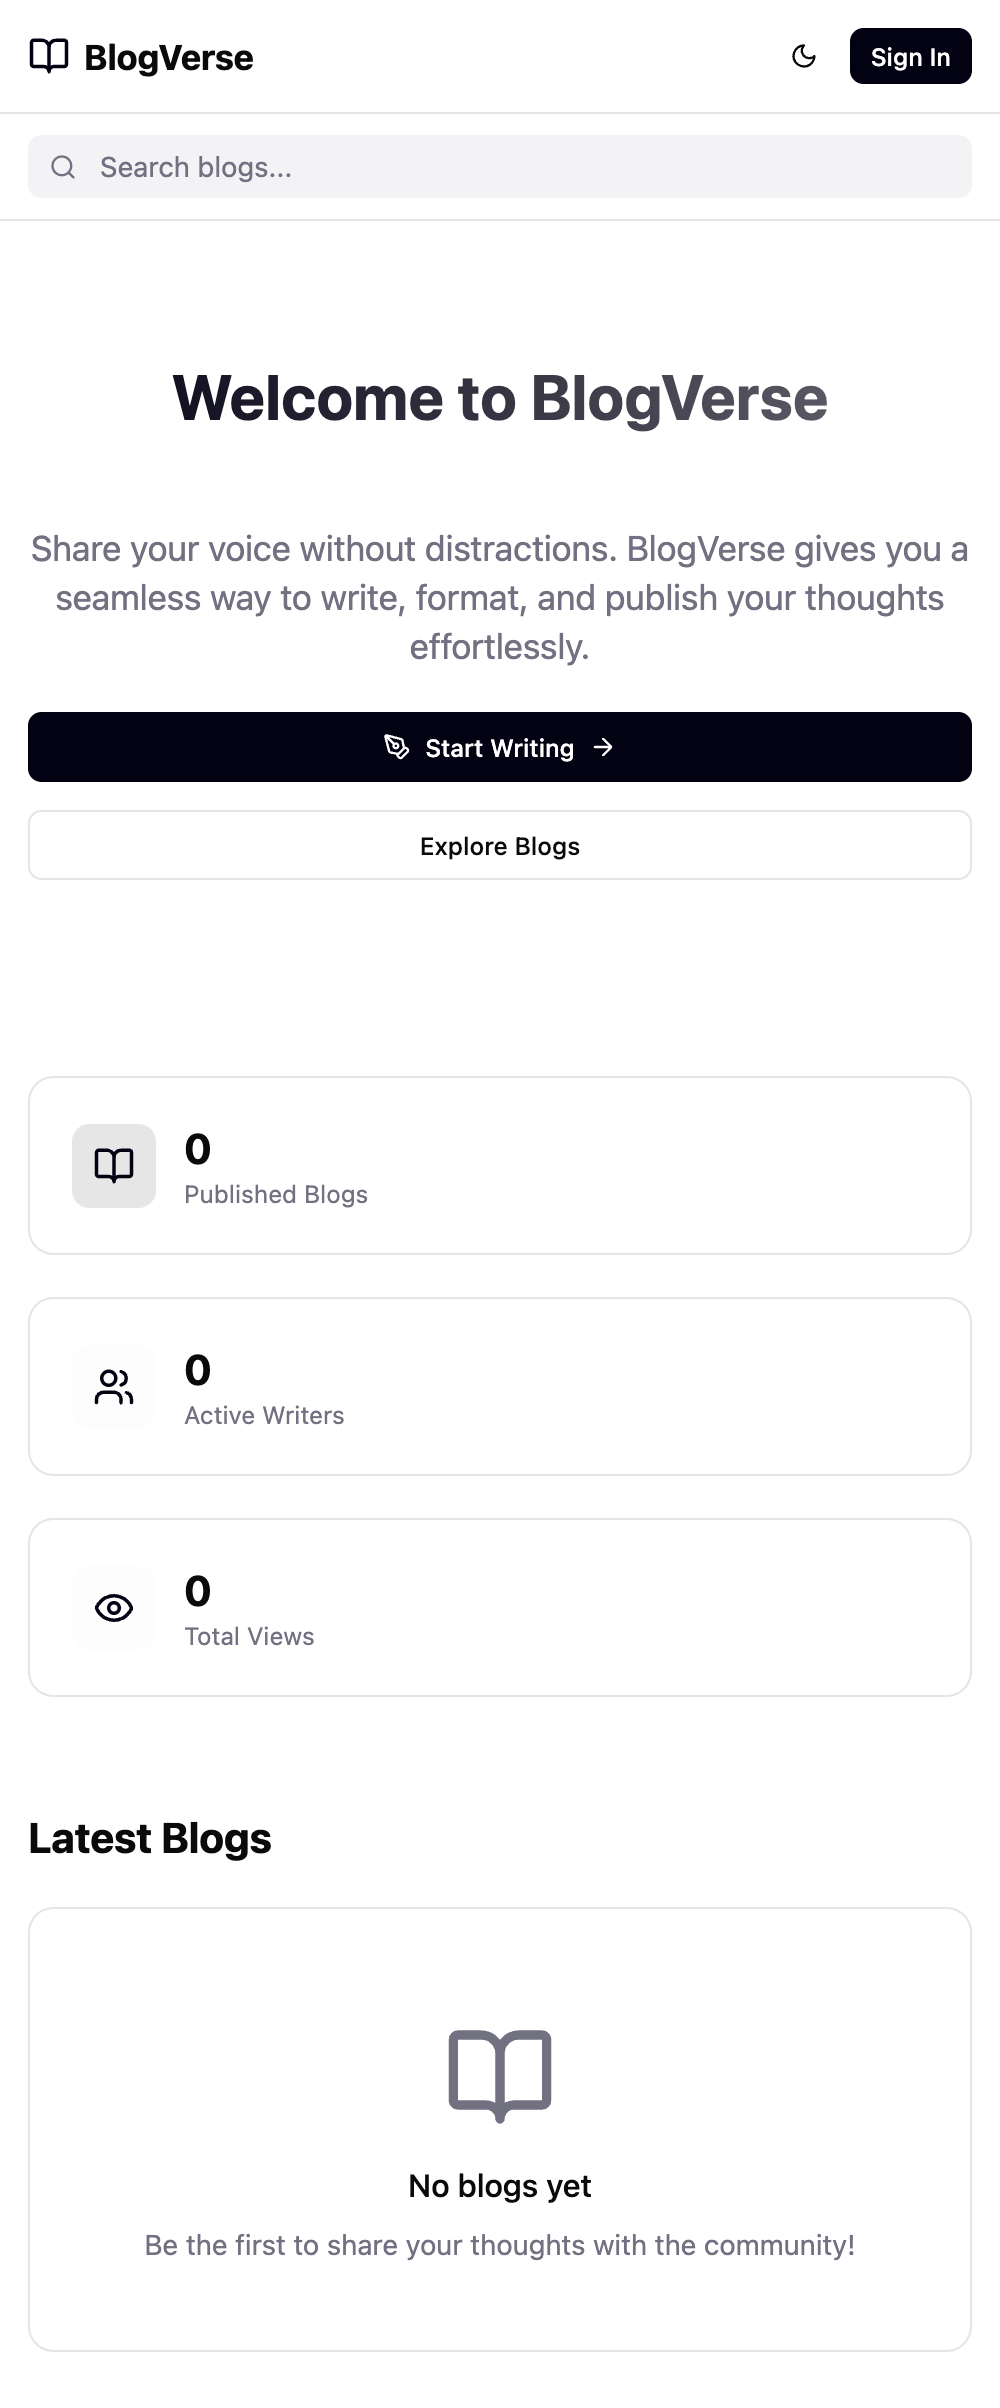 BlogVerse
Sign In
Search blogs...
Welcome to BlogVerse
Share your voice without distractions. BlogVerse gives you a
seamless way to write, format, and publish your thoughts
effortlessly.
Start Writing
Explore Blogs
0
Published Blogs
0
Active Writers
0
Total Views
Latest Blogs
No blogs yet
Be the first to share your thoughts with the community!